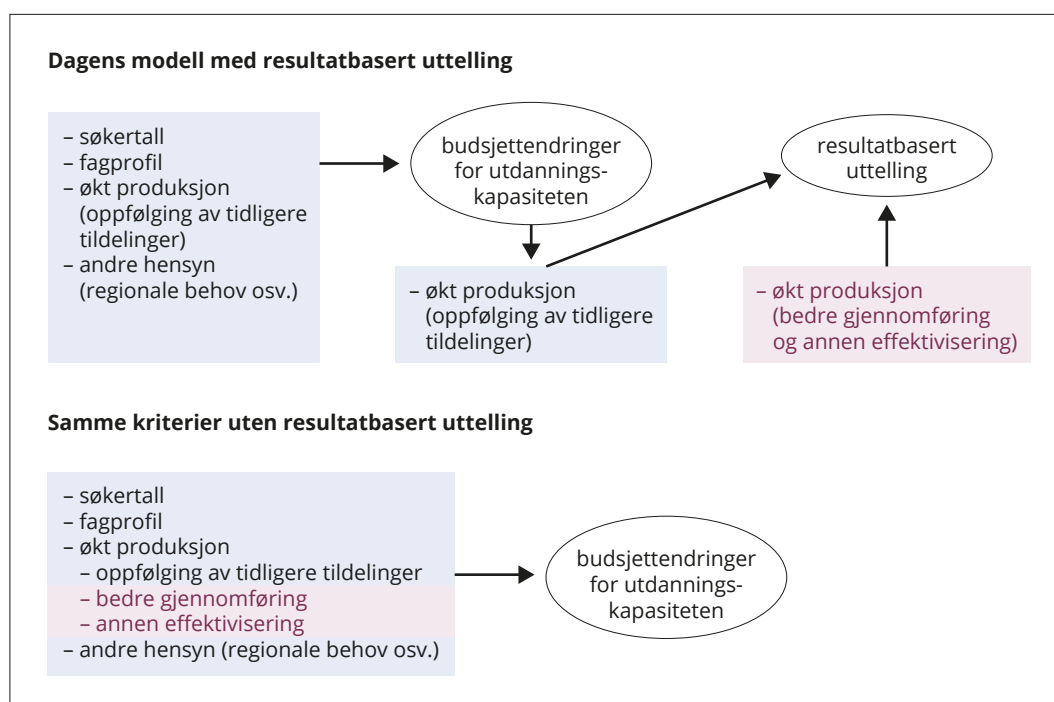 Dagens modell med resultatbasert uttelling
– søkertall
– fagprofil
– økt produksjon
(oppfølging av tidligere
tildelinger)
– andre hensyn
(regionale behov osv.)
budsjettendringer
for utdannings-
kapasiteten
resultatbasert
uttelling
– økt produksjon
(oppfølging av tidligere
tildelinger)
– økt produksjon
(bedre gjennomføring
og annen effektivisering)
Samme kriterier uten resultatbasert uttelling
– søkertall
– fagprofil
– økt produksjon
– oppfølging av tidligere tildelinger
– bedre gjennomføring
– annen effektivisering
– andre hensyn (regionale behov osv.)
budsjettendringer
for utdannings-
kapasiteten